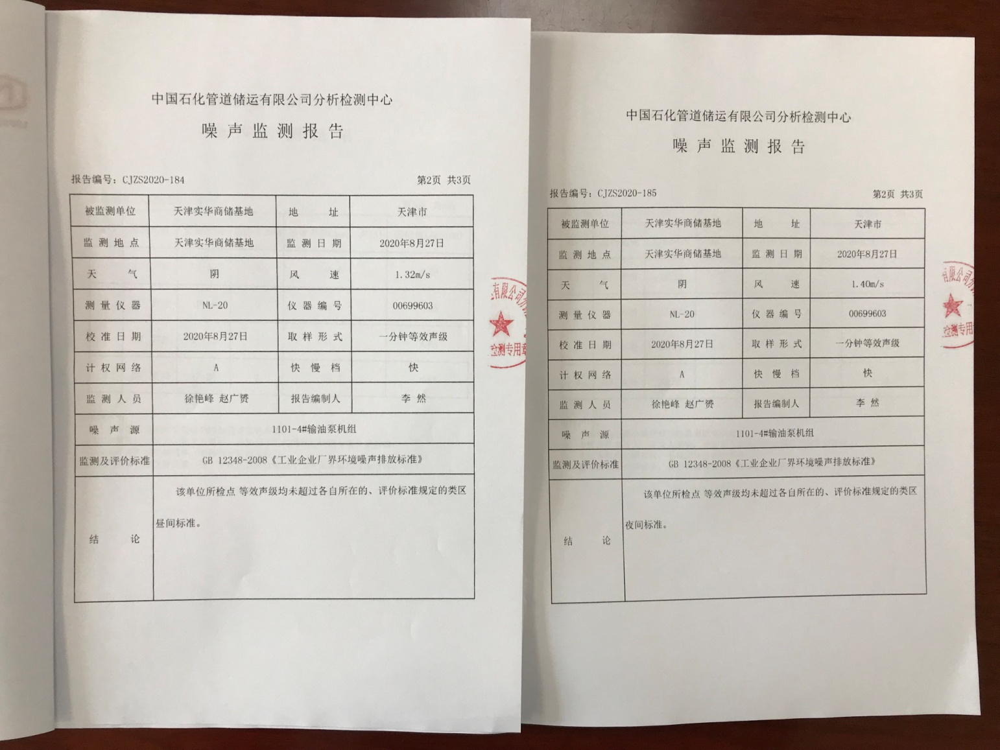 中国石化管道储运有限公司分析检测中心
噪声监测报告
报告编号：CJZS2020-184 第2页 共3页
被监测单位 天津实华商储基地 地址 天津市
监测地点 天津实华商储基地 监测日期 2020年8月27日
天气 阴 风速 1.32m/s
测量仪器 NL-20 仪器编号 00699603
校准日期 2020年8月27日 取样形式 一分钟等效声级
计权网络 A 快慢档 快
监测人员 徐艳峰 赵广赟 报告编制人 李然
噪声源 1101-4#输油泵机组
监测及评价标准 GB 12348-2008《工业企业厂界环境噪声排放标准》
结论 该单位所检点 等效声级均未超过各自所在的、评价标准规定的类区
昼间标准。
有限公司分
检测专用章
中国石化管道储运有限公司分析检测中心
噪声监测报告
报告编号：CJZS2020-185 第2页 共3页
被监测单位 天津实华商储基地 地址 天津市
监测地点 天津实华商储基地 监测日期 2020年8月27日
天气 阴 风速 1.40m/s
测量仪器 NL-20 仪器编号 00699603
校准日期 2020年8月27日 取样形式 一分钟等效声级
计权网络 A 快慢档 快
监测人员 徐艳峰 赵广赟 报告编制人 李然
噪声源 1101-4#输油泵机组
监测及评价标准 GB 12348-2008《工业企业厂界环境噪声排放标准》
结论 该单位所检点 等效声级均未超过各自所在的、评价标准规定的类区
夜间标准。
有限公司分
检测专用